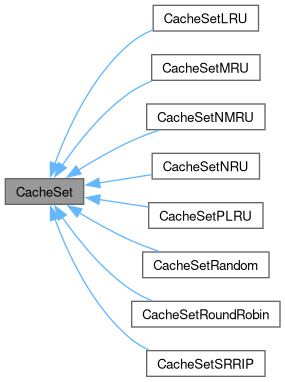 CacheSetLRU
CacheSetMRU
CacheSetNMRU
CacheSetNRU
CacheSet
CacheSetPLRU
CacheSetRandom
CacheSetRoundRobin
CacheSetSRRIP